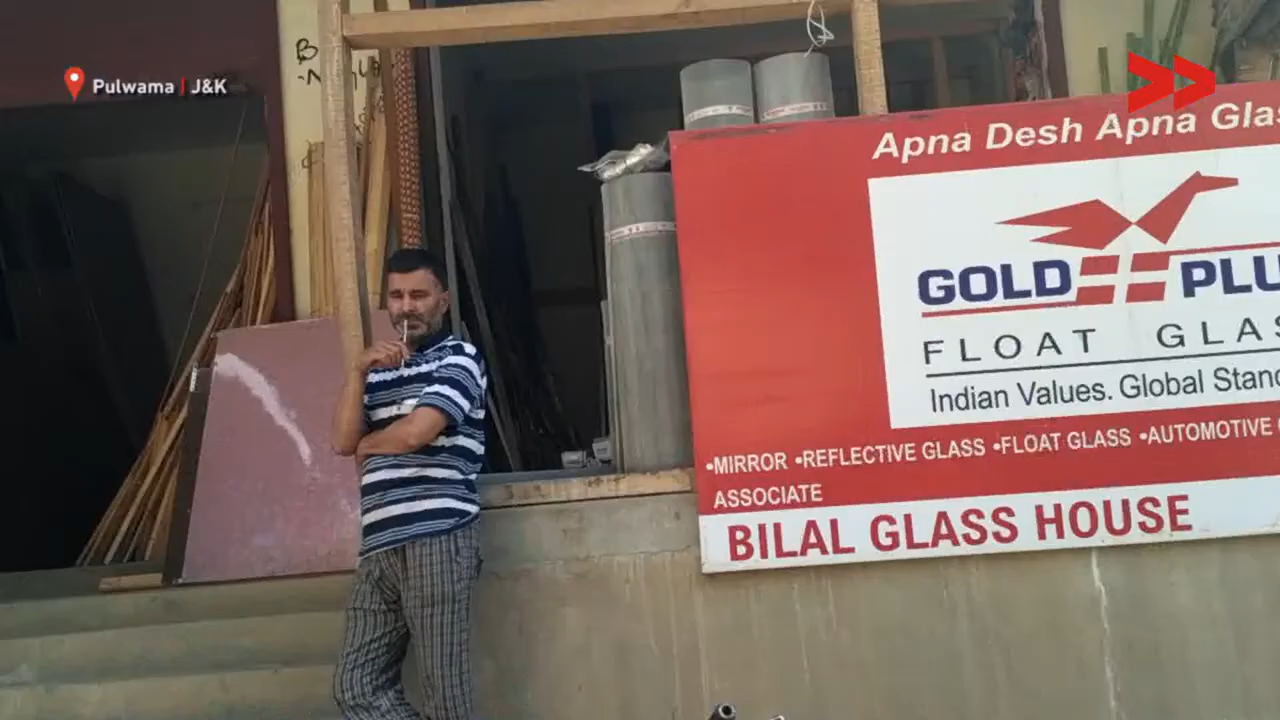 Pulwama | J&K
B
Apna Desh Apna Glas
GOLD PLU
FLOAT GLAS
Indian Values. Global Stand
•MIRROR •REFLECTIVE GLASS •FLOAT GLASS •AUTOMOTIVE
ASSOCIATE
BILAL GLASS HOUSE